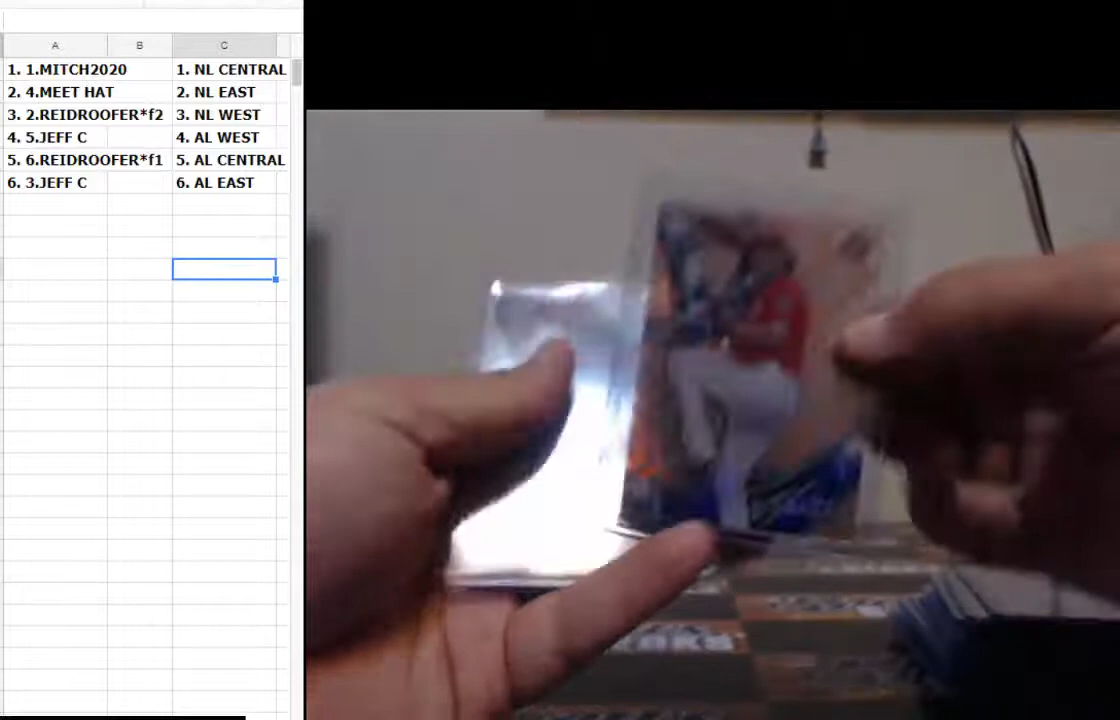 A B C
1. 1.MITCH2020 1. NL CENTRAL
2. 4.MEET HAT 2. NL EAST
3. 2.REIDROOFER*f2 3. NL WEST
4. 5.JEFF C 4. AL WEST
5. 6.REIDROOFER*f1 5. AL CENTRAL
6. 3.JEFF C 6. AL EAST